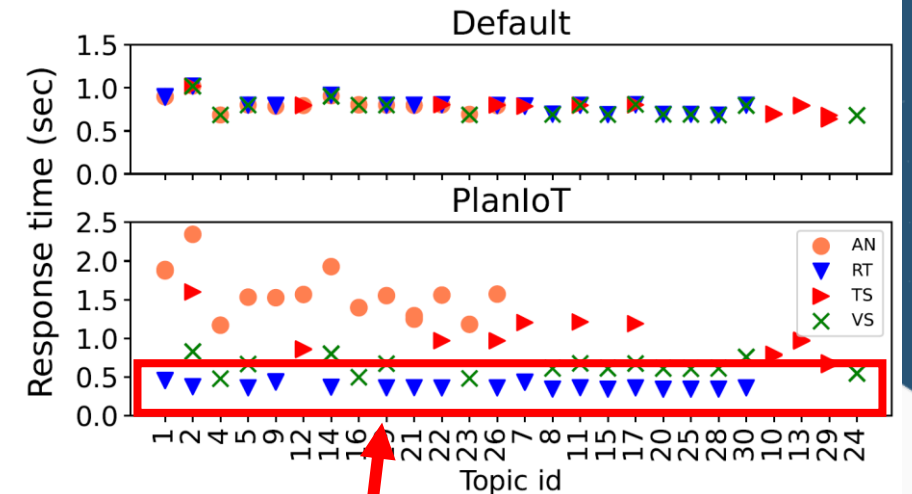 Default
Response time (sec)
1.5
1.0
0.5
0.0
PlanIoT
2.5
2.0
1.5
1.0
0.5
0.0
AN
RT
TS
VS
1 2 4 5 9 12 14 16 21 22 23 26 7 8 11 15 17 20 25 28 30 10 13 29 24
Topic id